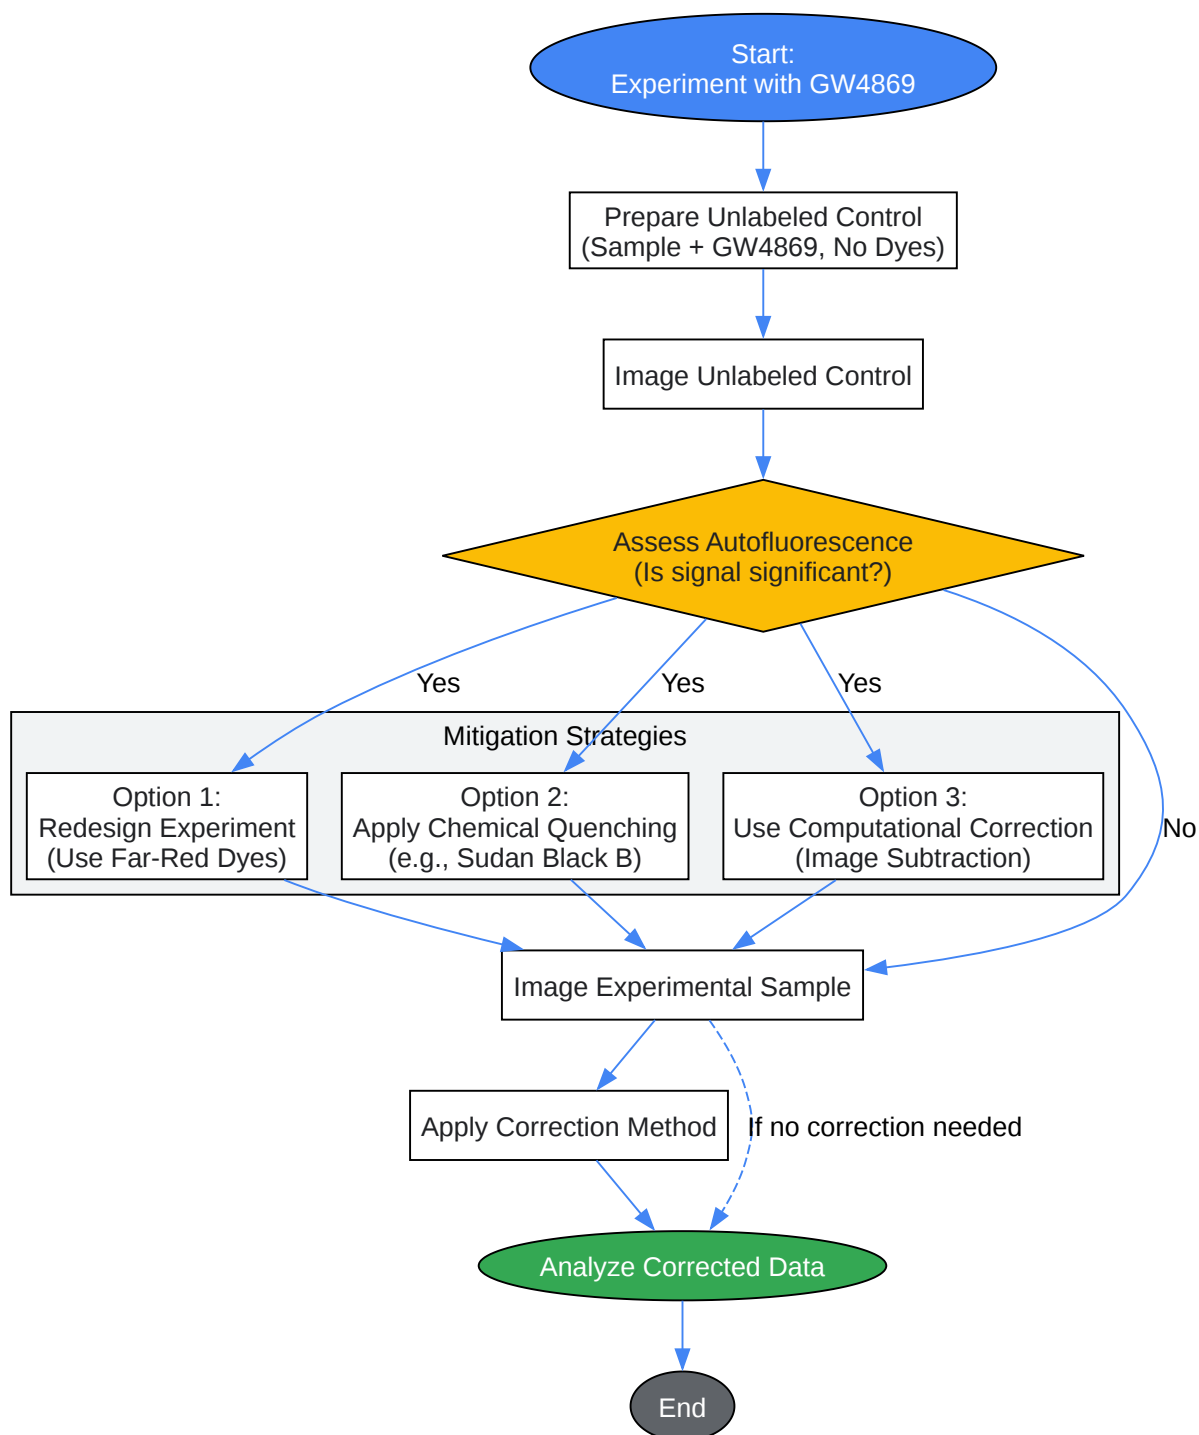 Start:
Experiment with GW4869
Prepare Unlabeled Control
(Sample + GW4869, No Dyes)
Image Unlabeled Control
Assess Autofluorescence
(Is signal significant?)
Yes
Yes
Yes
Mitigation Strategies
Option 1:
Redesign Experiment
(Use Far-Red Dyes)
Option 2:
Apply Chemical Quenching
(e.g., Sudan Black B)
Option 3:
Use Computational Correction
(Image Subtraction)
No
Image Experimental Sample
Apply Correction Method
If no correction needed
Analyze Corrected Data
End